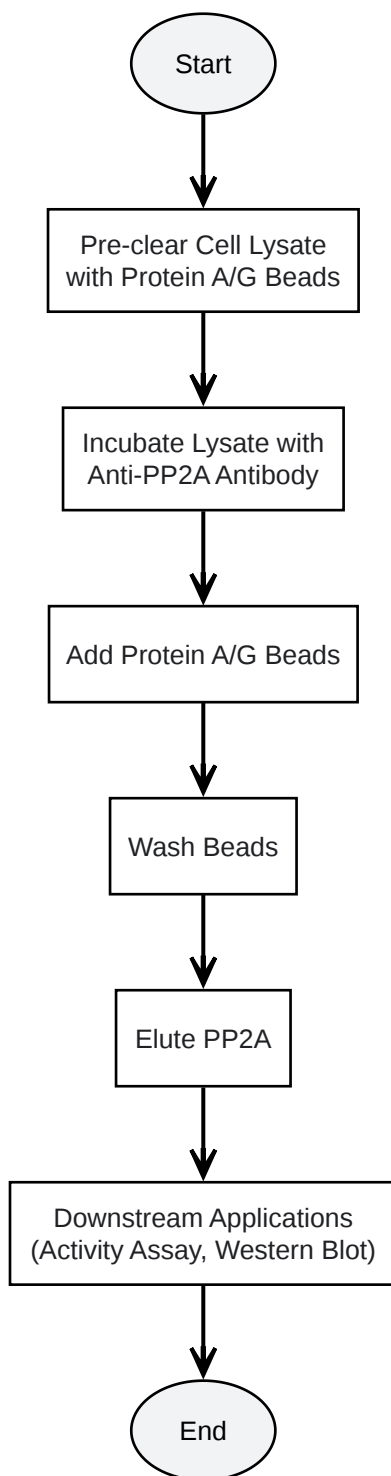 Start
Pre-clear Cell Lysate
with Protein A/G Beads
Incubate Lysate with
Anti-PP2A Antibody
Add Protein A/G Beads
Wash Beads
Elute PP2A
Downstream Applications
(Activity Assay, Western Blot)
End